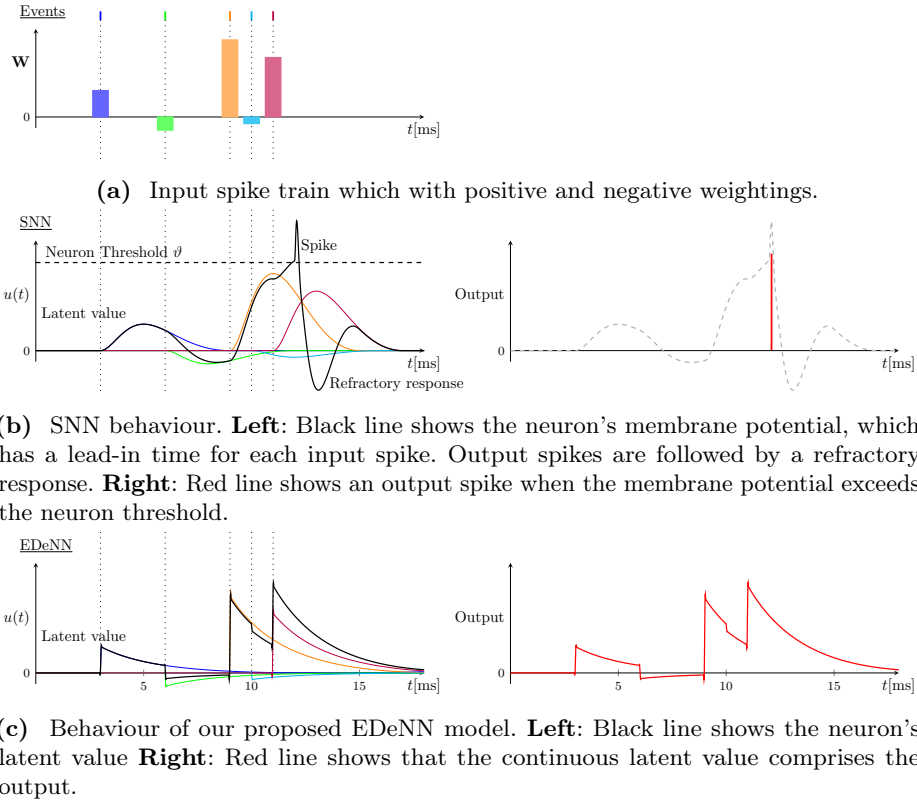 Events
W
0
t[ms]
(a) Input spike train which with positive and negative weightings.
SNN
Neuron Threshold ϑ
Spike
u(t)
Latent value
0
t[ms]
Refractory response
Output
0
t[ms]
(b) SNN behaviour. Left: Black line shows the neuron's membrane potential, which
has a lead-in time for each input spike. Output spikes are followed by a refractory
response. Right: Red line shows an output spike when the membrane potential exceeds
the neuron threshold.
EDeNN
u(t)
Latent value
0
5
10
15
t[ms]
Output
0
5
10
15
t[ms]
(c) Behaviour of our proposed EDeNN model. Left: Black line shows the neuron's
latent value Right: Red line shows that the continuous latent value comprises the
output.